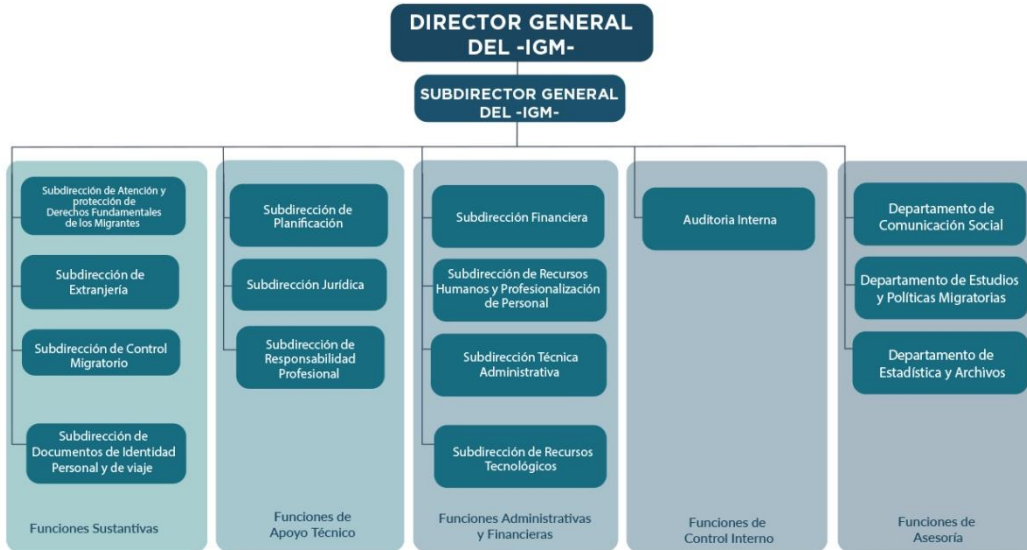 DIRECTOR GENERAL
DEL -IGM-
SUBDIRECTOR GENERAL
DEL -IGM-
Subdirección de Atención y
protección de
Derechos Fundamentales
de los Migrantes
Subdirección de
Extranjería
Subdirección de Control
Migratorio
Subdirección de
Documentos de Identidad
Personal y de viaje
Funciones Sustantivas
Subdirección de
Planificación
Subdirección Jurídica
Subdirección de
Responsabilidad
Profesional
Funciones de
Apoyo Técnico
Subdirección Financiera
Subdirección de Recursos
Humanos y Profesionalización
de Personal
Subdirección Técnica
Administrativa
Subdirección de Recursos
Tecnológicos
Funciones Administrativas
y Financieras
Auditoria Interna
Funciones de
Control Interno
Departamento de
Comunicación Social
Departamento de Estudios
y Políticas Migratorias
Departamento de
Estadística y Archivos
Funciones de
Asesoría